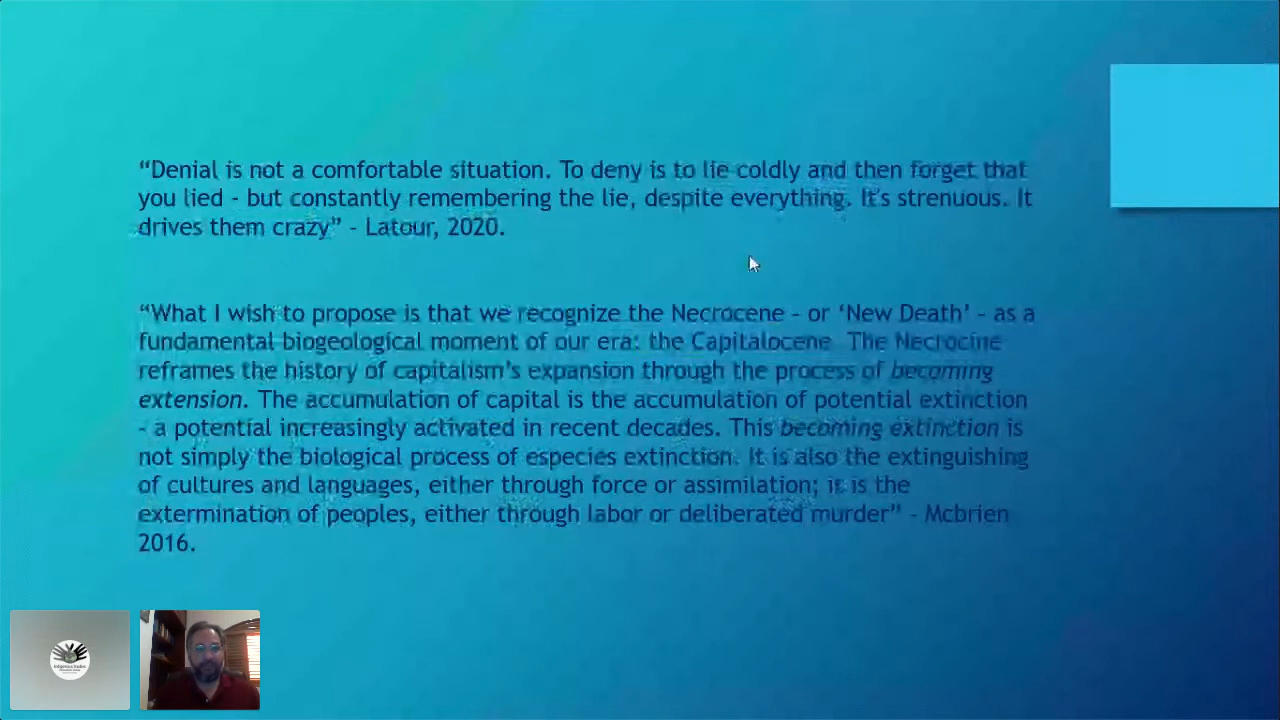 “Denial is not a comfortable situation. To deny is to lie coldly and then forget that
you lied - but constantly remembering the lie, despite everything. It’s strenuous. It
drives them crazy” - Latour, 2020.
“What I wish to propose is that we recognize the Necrocene – or ‘New Death’ – as a
fundamental biogeological moment of our era: the Capitalocene. The Necrocine
reframes the history of capitalism’s expansion through the process of becoming
extension. The accumulation of capital is the accumulation of potential extinction
- a potential increasingly activated in recent decades. This becoming extinction is
not simply the biological process of especies extinction. It is also the extinguishing
of cultures and languages, either through force or assimilation; it is the
extermination of peoples, either through labor or deliberated murder” – Mcbrien
2016.
Indigenous Studies